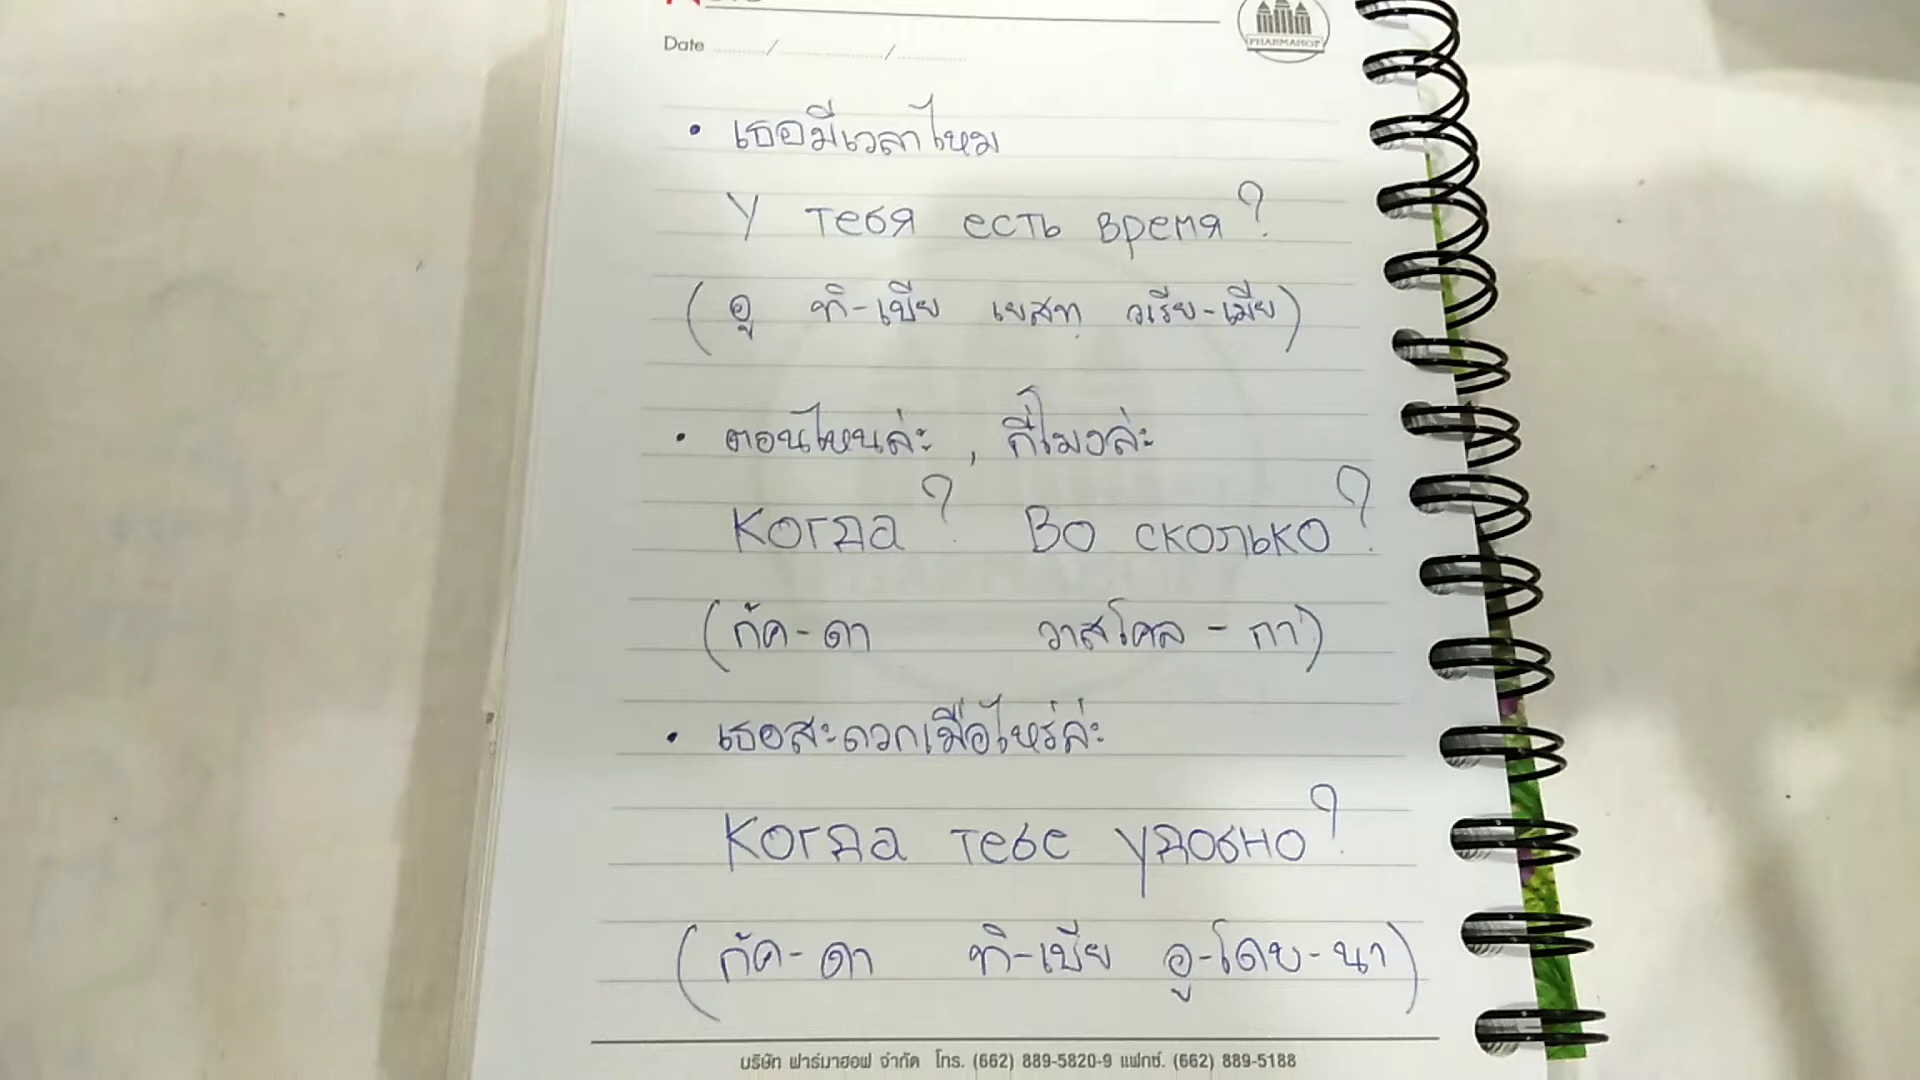 Date ........./................../............
PHARMAHOF
• เธอมีเวลาไหม
У тебя есть время?
(อู ทิ-เบีย เยสทฺ วเรีย-เมีย)
• ตอนไหนล่ะ , กี่โมงล่ะ
Когда? Во сколько?
(กัค-ดา วาสโคล - กา)
• เธอสะดวกเมื่อไหร่ล่ะ
Когда тебе удобно?
(กัค-ดา ทิ-เบีย อู-โดบ-นา)
บริษัท ฟาร์มาฮอฟ จำกัด โทร. (662) 889-5820-9 แฟกซ์. (662) 889-5188